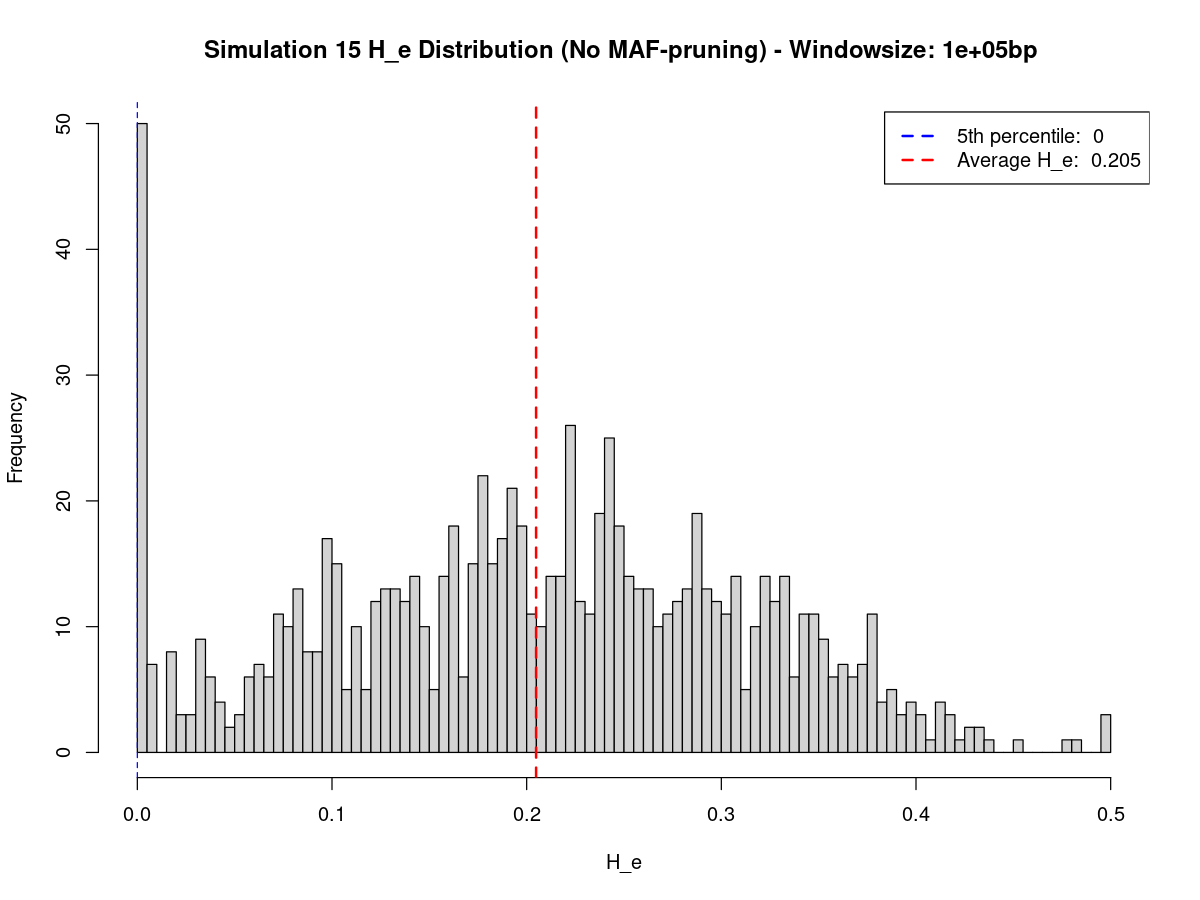 Simulation 15 H_e Distribution (No MAF-pruning) - Windowsize: 1e+05bp
5th percentile:  0
Average H_e:  0.205
Frequency
50
40
30
20
10
0
0.0
0.1
0.2
0.3
0.4
0.5
H_e